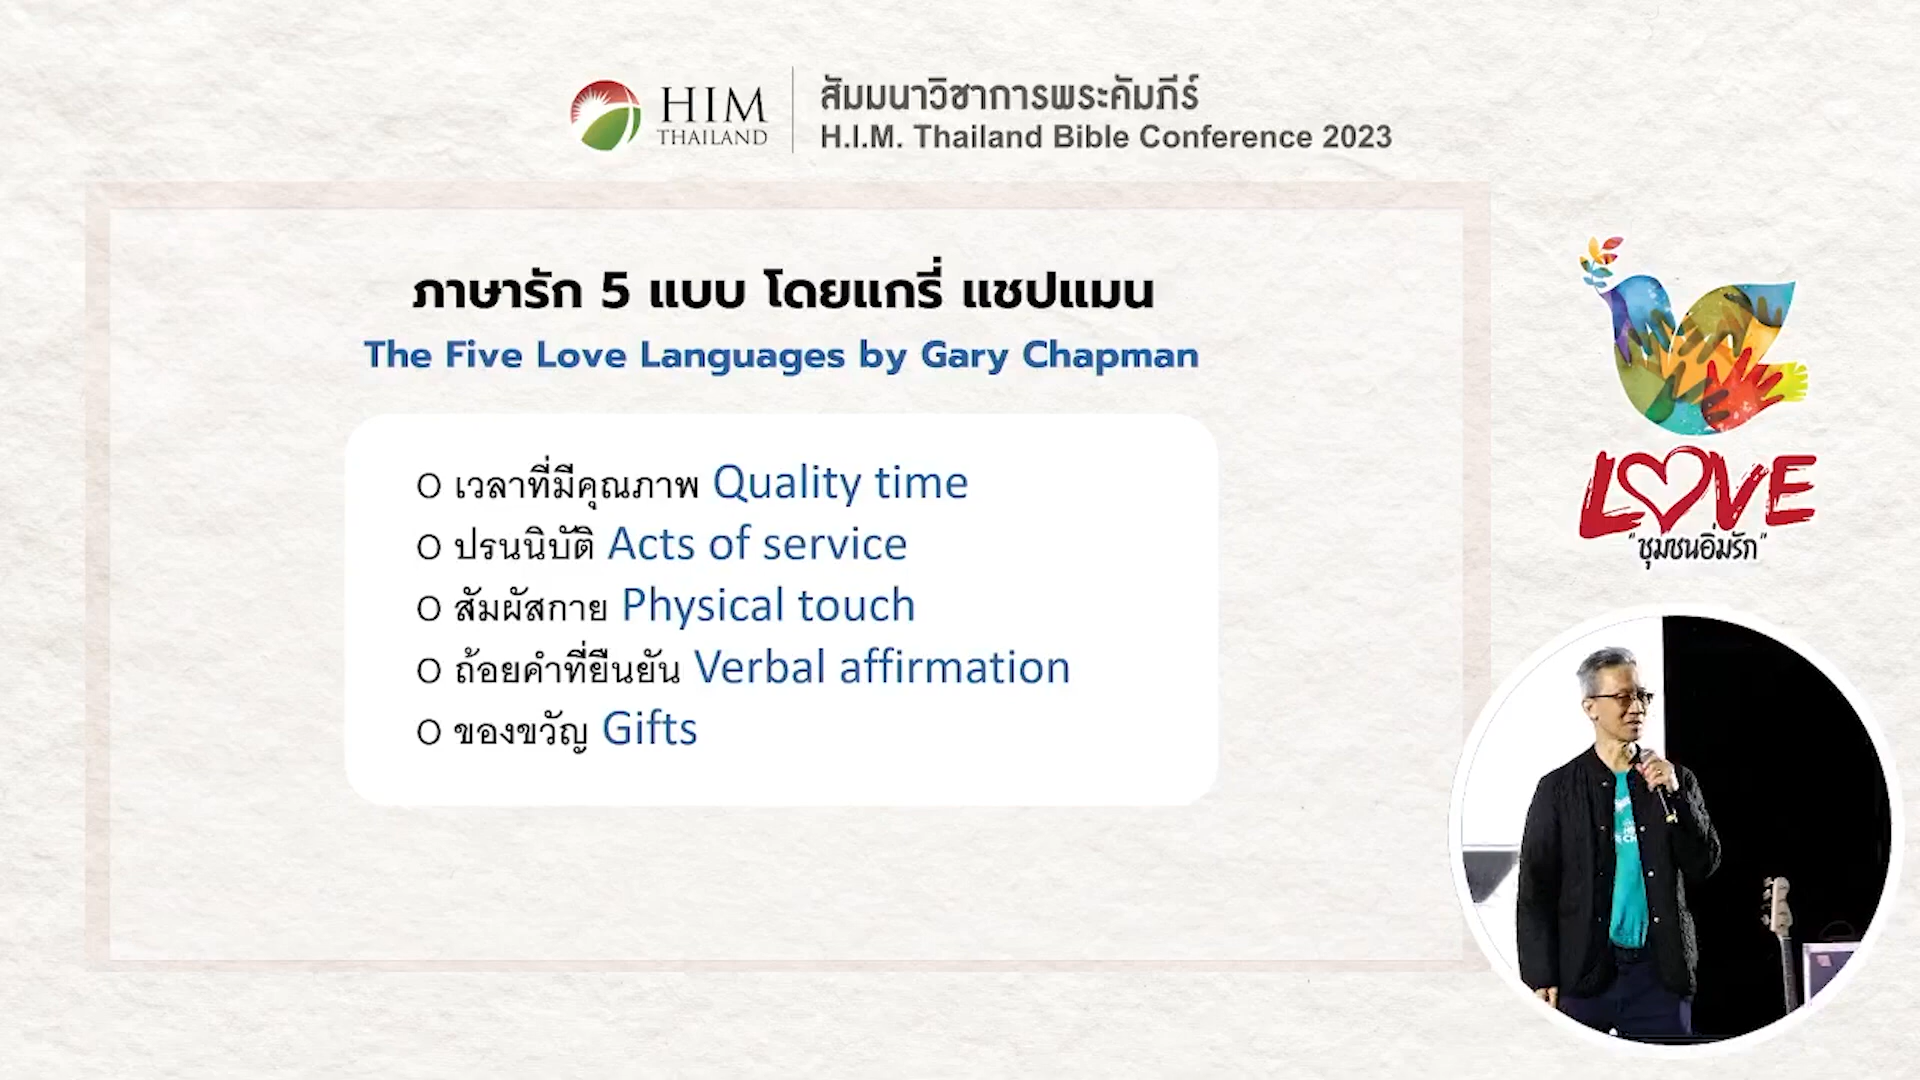 HIM
THAILAND
สัมมนาวิชาการพระคัมภีร์
H.I.M. Thailand Bible Conference 2023
ภาษารัก 5 แบบ โดยแกรี่ แชปแมน
The Five Love Languages by Gary Chapman
O เวลาที่มีคุณภาพ Quality time
O ปรนนิบัติ Acts of service
O สัมผัสกาย Physical touch
O ถ้อยคำที่ยืนยัน Verbal affirmation
O ของขวัญ Gifts
LOVE
"ชุมชนอิ่มรัก"